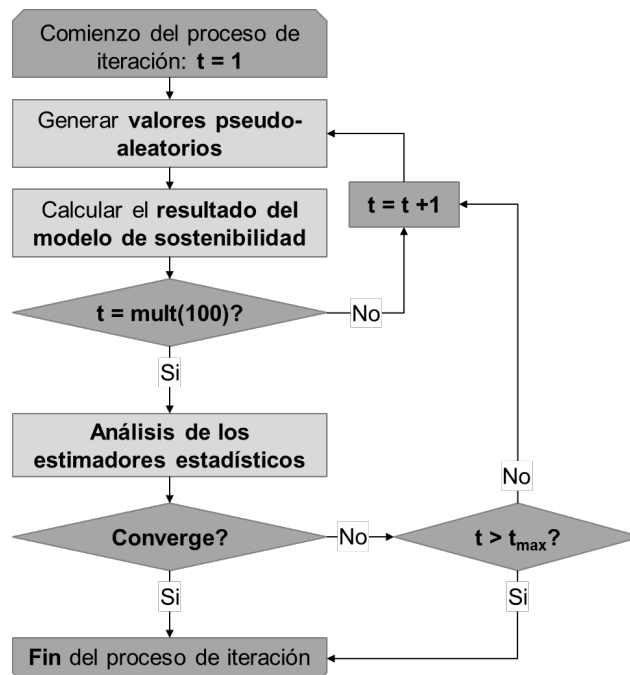 Comienzo del proceso de
iteración: t = 1
Generar valores pseudo-
aleatorios
Calcular el resultado del
modelo de sostenibilidad
t = t +1
t = mult(100)?
No
Si
Análisis de los
estimadores estadísticos
No
Converge?
No
t > tmax?
Si
Si
Fin del proceso de iteración